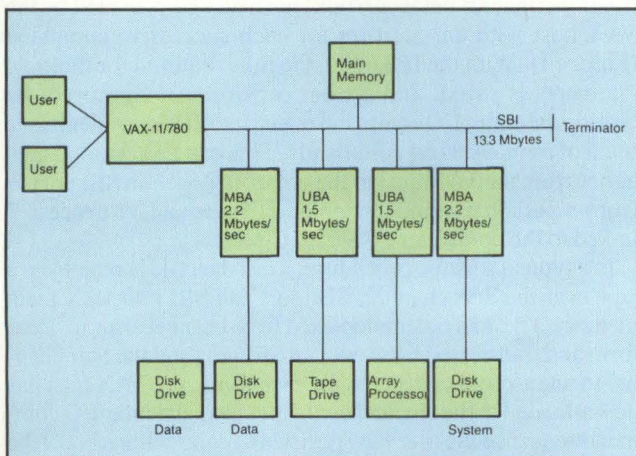 Main
Memory
User
VAX-11/780
SBI
13.3 Mbytes
Terminator
User
MBA
2.2
Mbytes/
sec
UBA
1.5
Mbytes/
sec
UBA
1.5
Mbytes/
sec
MBA
2.2
Mbytes/
sec
Disk
Drive
Disk
Drive
Tape
Drive
Array
Processor
Disk
Drive
Data
Data
System